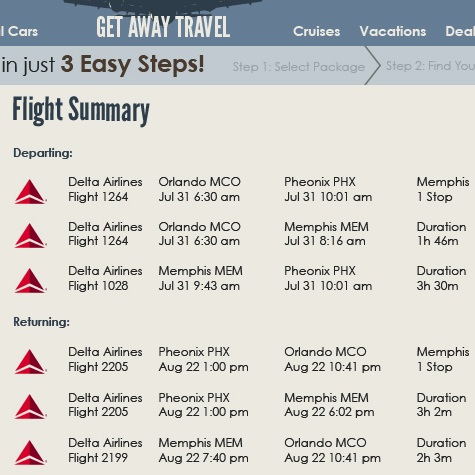 GET AWAY TRAVEL
l Cars Cruises Vacations Deal
in just 3 Easy Steps! Step 1: Select Package Step 2: Find You
Flight Summary
Departing:
Delta Airlines Orlando MCO Pheonix PHX Memphis
Flight 1264 Jul 31 6:30 am Jul 31 10:01 am 1 Stop
Delta Airlines Orlando MCO Memphis MEM Duration
Flight 1264 Jul 31 6:30 am Jul 31 8:16 am 1h 46m
Delta Airlines Memphis MEM Pheonix PHX Duration
Flight 1028 Jul 31 9:43 am Jul 31 10:01 am 3h 30m
Returning:
Delta Airlines Pheonix PHX Orlando MCO Memphis
Flight 2205 Aug 22 1:00 pm Aug 22 10:41 pm 1 Stop
Delta Airlines Pheonix PHX Memphis MEM Duration
Flight 2205 Aug 22 1:00 pm Aug 22 6:02 pm 3h 2m
Delta Airlines Memphis MEM Orlando MCO Duration
Flight 2199 Aug 22 7:40 pm Aug 22 10:41 pm 2h 3m